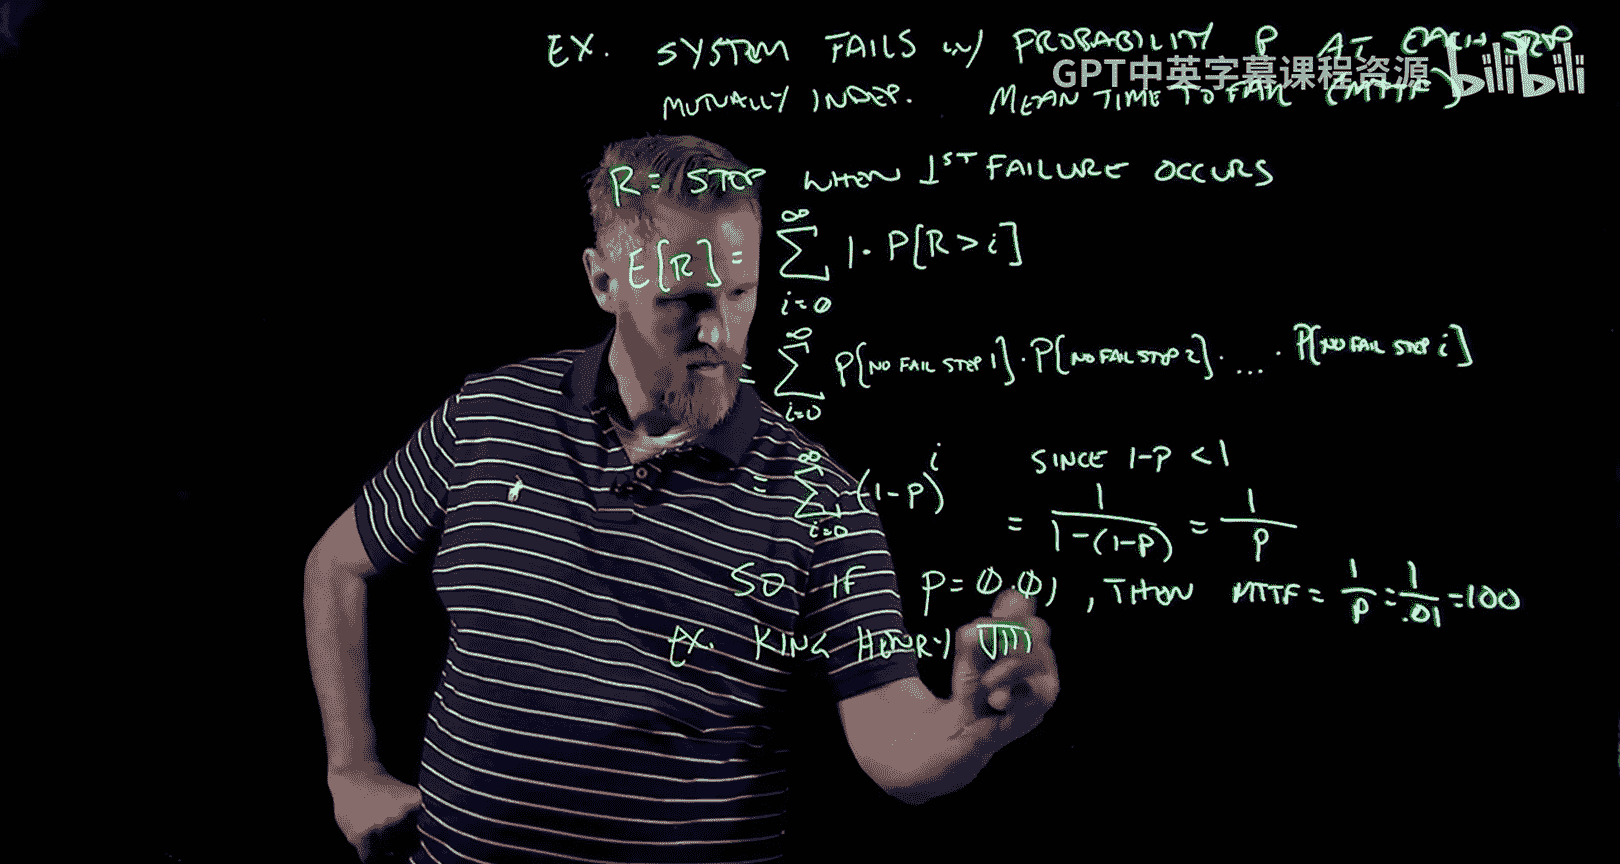 EX. SYSTEM FAILS W/ PROBABILITY P AT EACH STEP
GPT中英字幕课程资源 bilibili
MUTUALLY INDEP. MEAN TIME TO FAIL (MTTF)
R = STEP WHEN 1ST FAILURE OCCURS
E[R] = ∞∑i=0 1 · P[R > i]
= ∞∑i=0 P[NO FAIL STEP 1] · P[NO FAIL STEP 2] · ... · P[NO FAIL STEP i]
= ∞∑i=0 (1-P)^i SINCE 1-P < 1
= 1/(1-(1-P)) = 1/P
SO IF P = 0.01, THEN MTTF = 1/P = 1/.01 = 100
EX. KING HENRY VIII